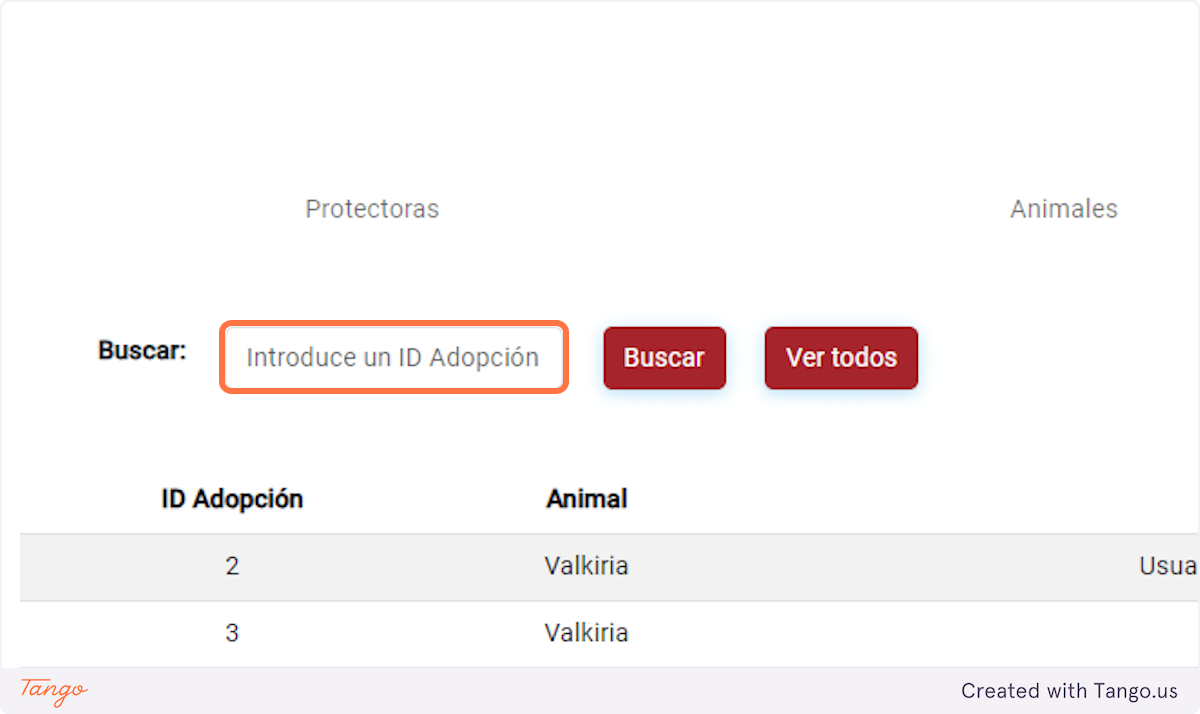 Protectoras Animales
Buscar: Introduce un ID Adopción Buscar Ver todos
ID Adopción Animal
2 Valkiria Usua
3 Valkiria
Tango Created with Tango.us